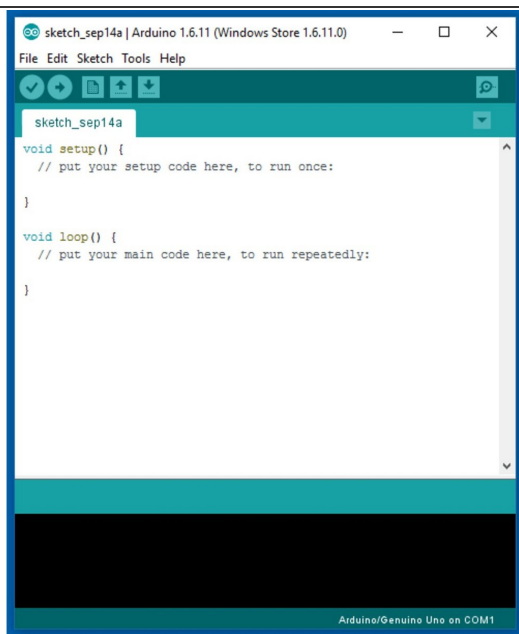 sketch_sep14a | Arduino 1.6.11 (Windows Store 1.6.11.0)
File Edit Sketch Tools Help
sketch_sep14a
void setup() {
  // put your setup code here, to run once:

}

void loop() {
  // put your main code here, to run repeatedly:

}
Arduino/Genuino Uno on COM1